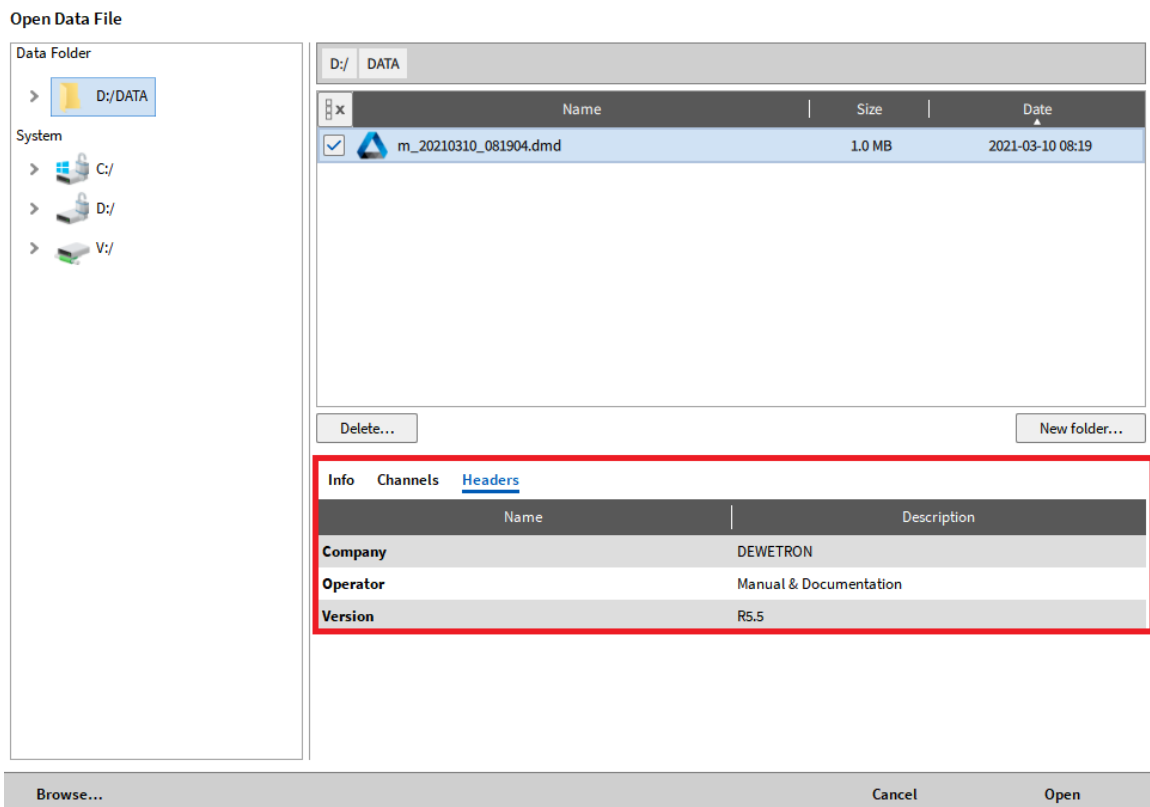 Open Data File
Data Folder
D:/DATA
System
C:/
D:/
V:/
D:/ DATA
x Name Size Date
m_20210310_081904.dmd 1.0 MB 2021-03-10 08:19
Delete... New folder...
Info Channels Headers
Name Description
Company DEWETRON
Operator Manual & Documentation
Version R5.5
Browse... Cancel Open